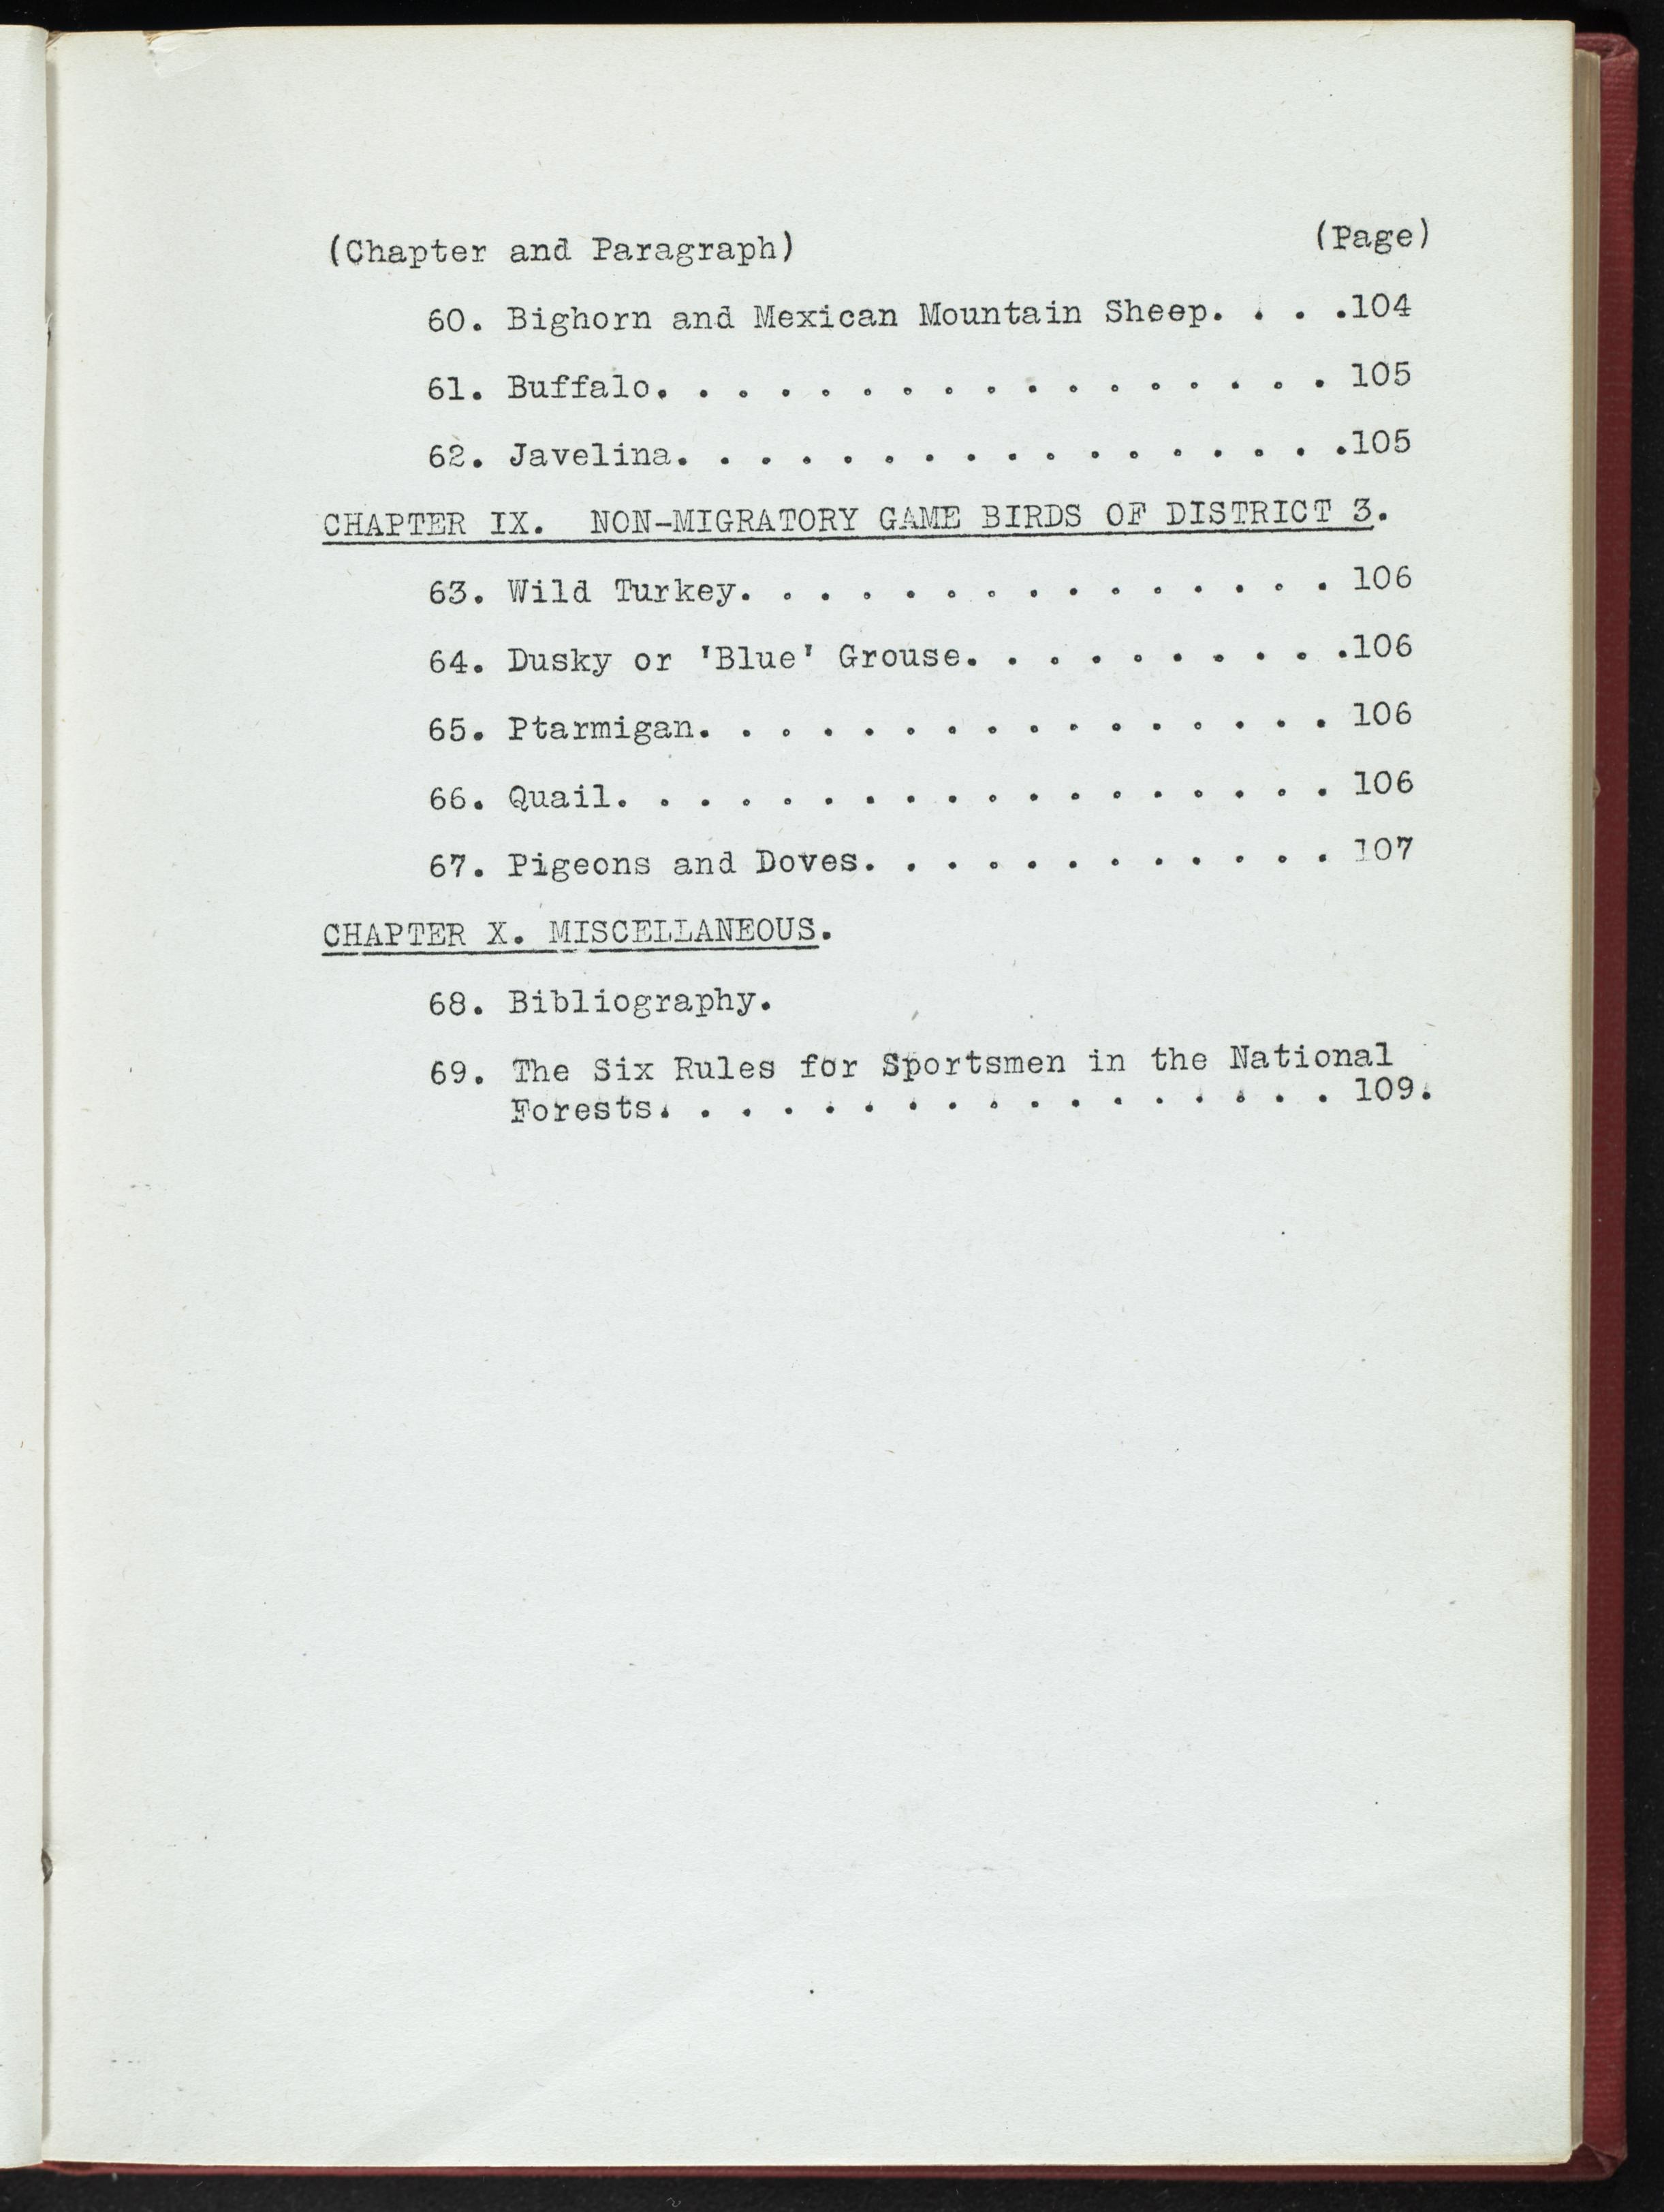 (Chapter and Paragraph) (Page)
60. Bighorn and Mexican Mountain Sheep. . . .104
61. Buffalo. . . . . . . . . . . . . . . . . 105
62. Javelina. . . . . . . . . . . . . . . . .105
CHAPTER IX. NON-MIGRATORY GAME BIRDS OF DISTRICT 3.
63. Wild Turkey. . . . . . . . . . . . . . . 106
64. Dusky or 'Blue' Grouse. . . . . . . . . .106
65. Ptarmigan. . . . . . . . . . . . . . . . 106
66. Quail. . . . . . . . . . . . . . . . . . 106
67. Pigeons and Doves. . . . . . . . . . . . 107
CHAPTER X. MISCELLANEOUS.
68. Bibliography.
69. The Six Rules for Sportsmen in the National
Forests. . . . . . . . . . . . . . . . . 109.